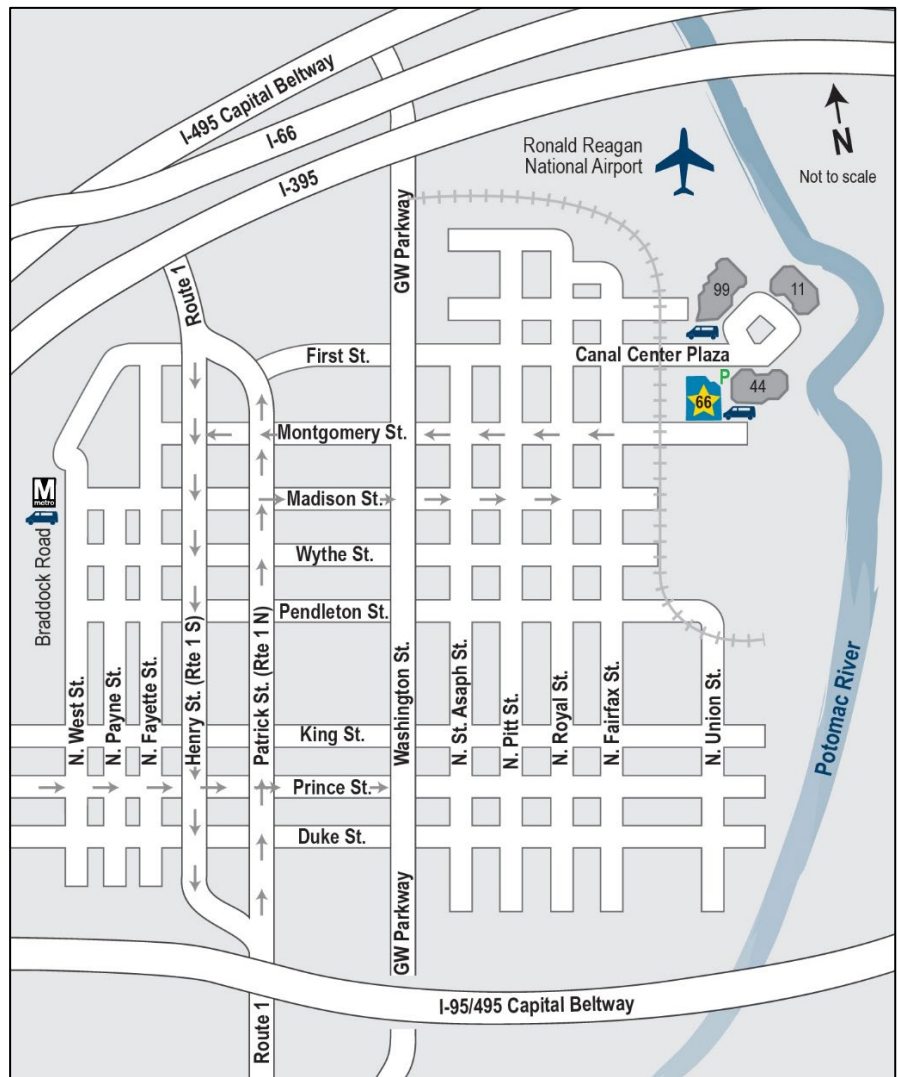 I-495 Capital Beltway
I-66
I-395
Ronald Reagan
National Airport
N
Not to scale
Route 1
GW Parkway
99
11
First St.
Canal Center Plaza
P
66
44
Montgomery St.
M
metro
Braddock Road
Madison St.
Wythe St.
Pendleton St.
N. West St.
N. Payne St.
N. Fayette St.
Henry St. (Rte 1 S)
Patrick St. (Rte 1 N)
Washington St.
N. St. Asaph St.
N. Pitt St.
N. Royal St.
N. Fairfax St.
N. Union St.
Potomac River
King St.
Prince St.
Duke St.
GW Parkway
I-95/495 Capital Beltway
Route 1